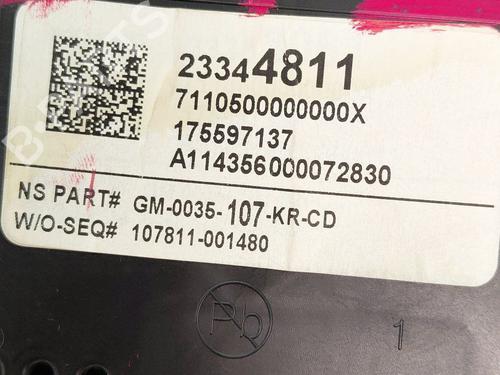 23344811
7110500000000X
175597137
A114356000072830
NS PART# GM-0035-107-KR-CD
W/O-SEQ# 107811-001480
Pb
1